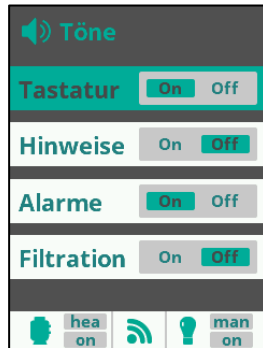 Töne
Tastatur On Off
Hinweise On Off
Alarme On Off
Filtration On Off
hea man
on on